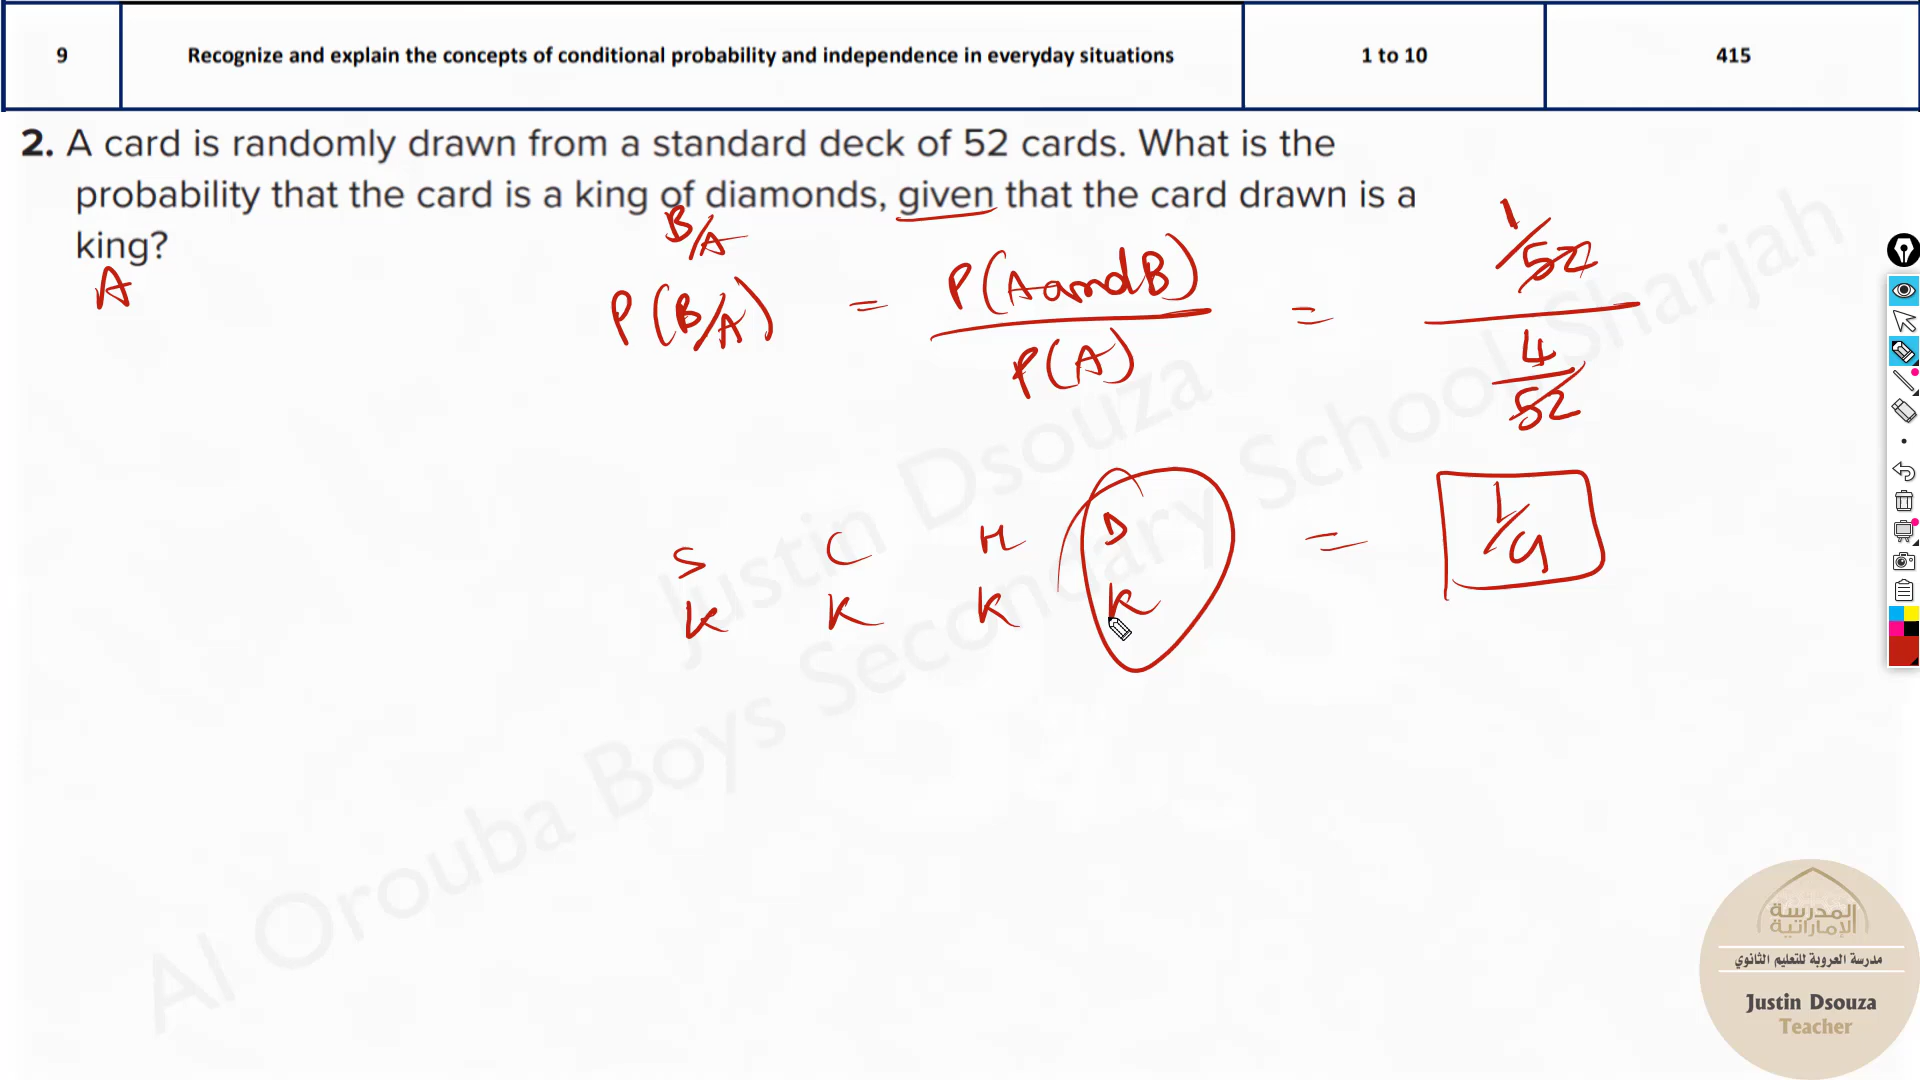 9 Recognize and explain the concepts of conditional probability and independence in everyday situations 1 to 10 415
2. A card is randomly drawn from a standard deck of 52 cards. What is the
probability that the card is a king of diamonds, given that the card drawn is a
king?
A
B/A
P(B/A) = P(A and B) / P(A) = 1/52 / 4/52
S C H D
K K K K
= 1/4
Justin Dsouza
Al Orouba Boys Secondary School Sharjah
المدرسة
الإماراتية
مدرسة العروبة للتعليم الثانوي
Justin Dsouza
Teacher